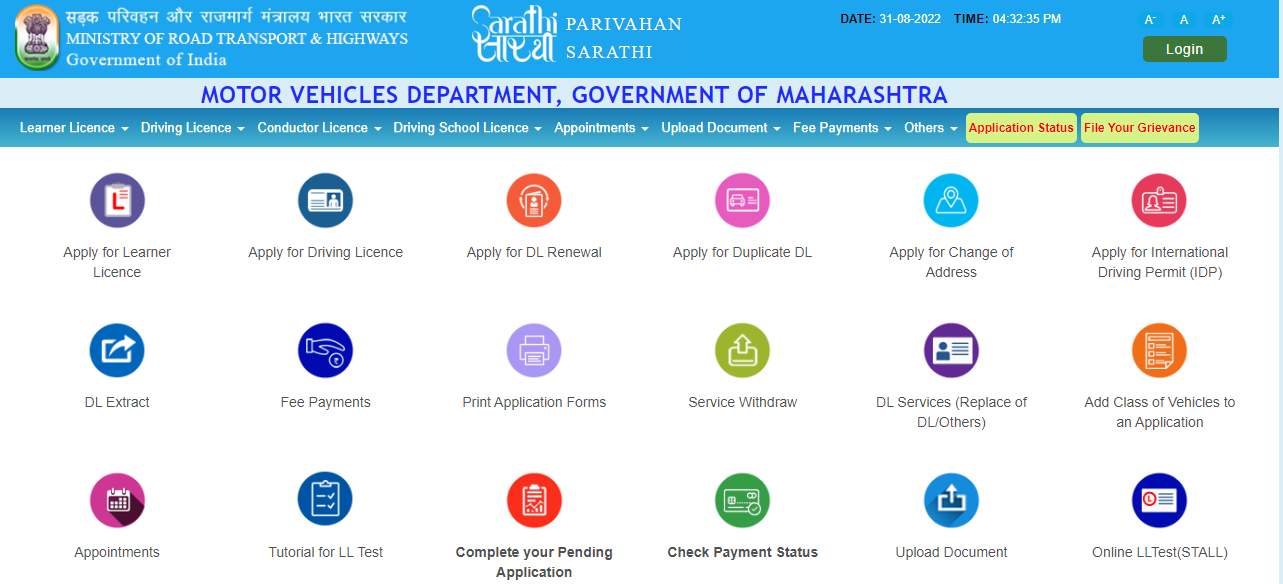 सड़क परिवहन और राजमार्ग मंत्रालय भारत सरकार
MINISTRY OF ROAD TRANSPORT & HIGHWAYS
Government of India
Sarathi
सारथी
PARIVAHAN
SARATHI
DATE: 31-08-2022 TIME: 04:32:35 PM
A- A A+
Login
MOTOR VEHICLES DEPARTMENT, GOVERNMENT OF MAHARASHTRA
Learner Licence Driving Licence Conductor Licence Driving School Licence Appointments Upload Document Fee Payments Others Application Status File Your Grievance
L
Apply for Learner
Licence
Apply for Driving Licence
Apply for DL Renewal
Apply for Duplicate DL
Apply for Change of
Address
Apply for International
Driving Permit (IDP)
DL Extract
₹
Fee Payments
Print Application Forms
Service Withdraw
DL Services (Replace of
DL/Others)
Add Class of Vehicles to
an Application
Appointments
Tutorial for LL Test
Complete your Pending
Application
Check Payment Status
Upload Document
L
Online LLTest(STALL)